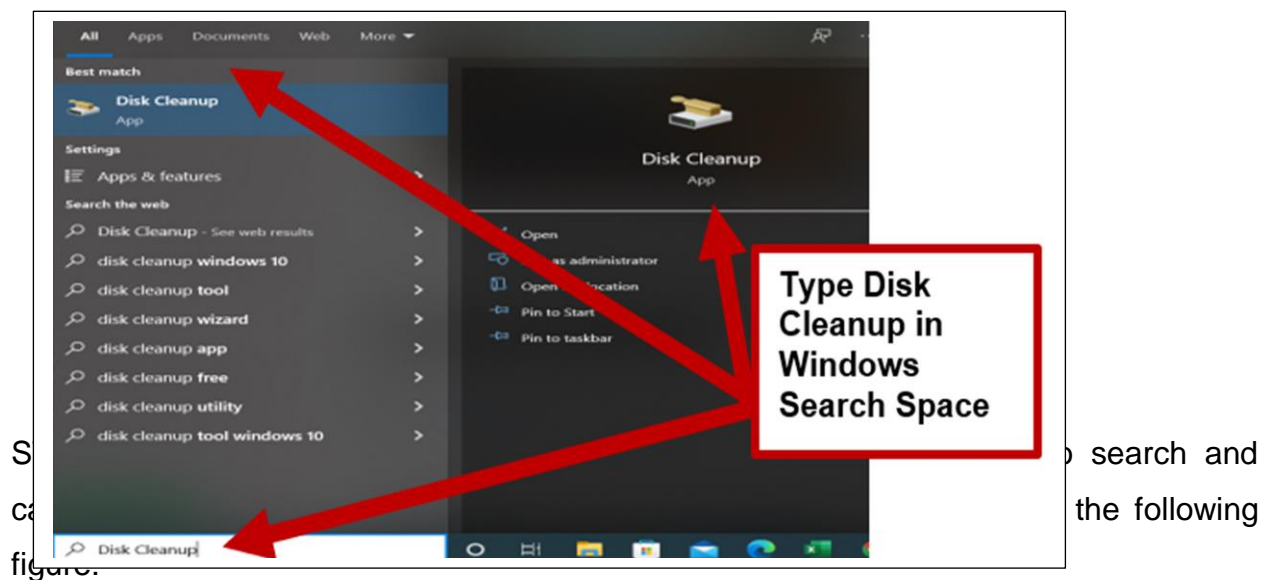 All Apps Documents Web More
Best match
Disk Cleanup
App
Settings
Apps & features
Search the web
Disk Cleanup - See web results
disk cleanup windows 10
disk cleanup tool
disk cleanup wizard
disk cleanup app
disk cleanup free
disk cleanup utility
disk cleanup tool windows 10
Disk Cleanup
Disk Cleanup
App
Open
as administrator
Open location
Pin to Start
Pin to taskbar
Type Disk
Cleanup in
Windows
Search Space
search and
the following
figure.